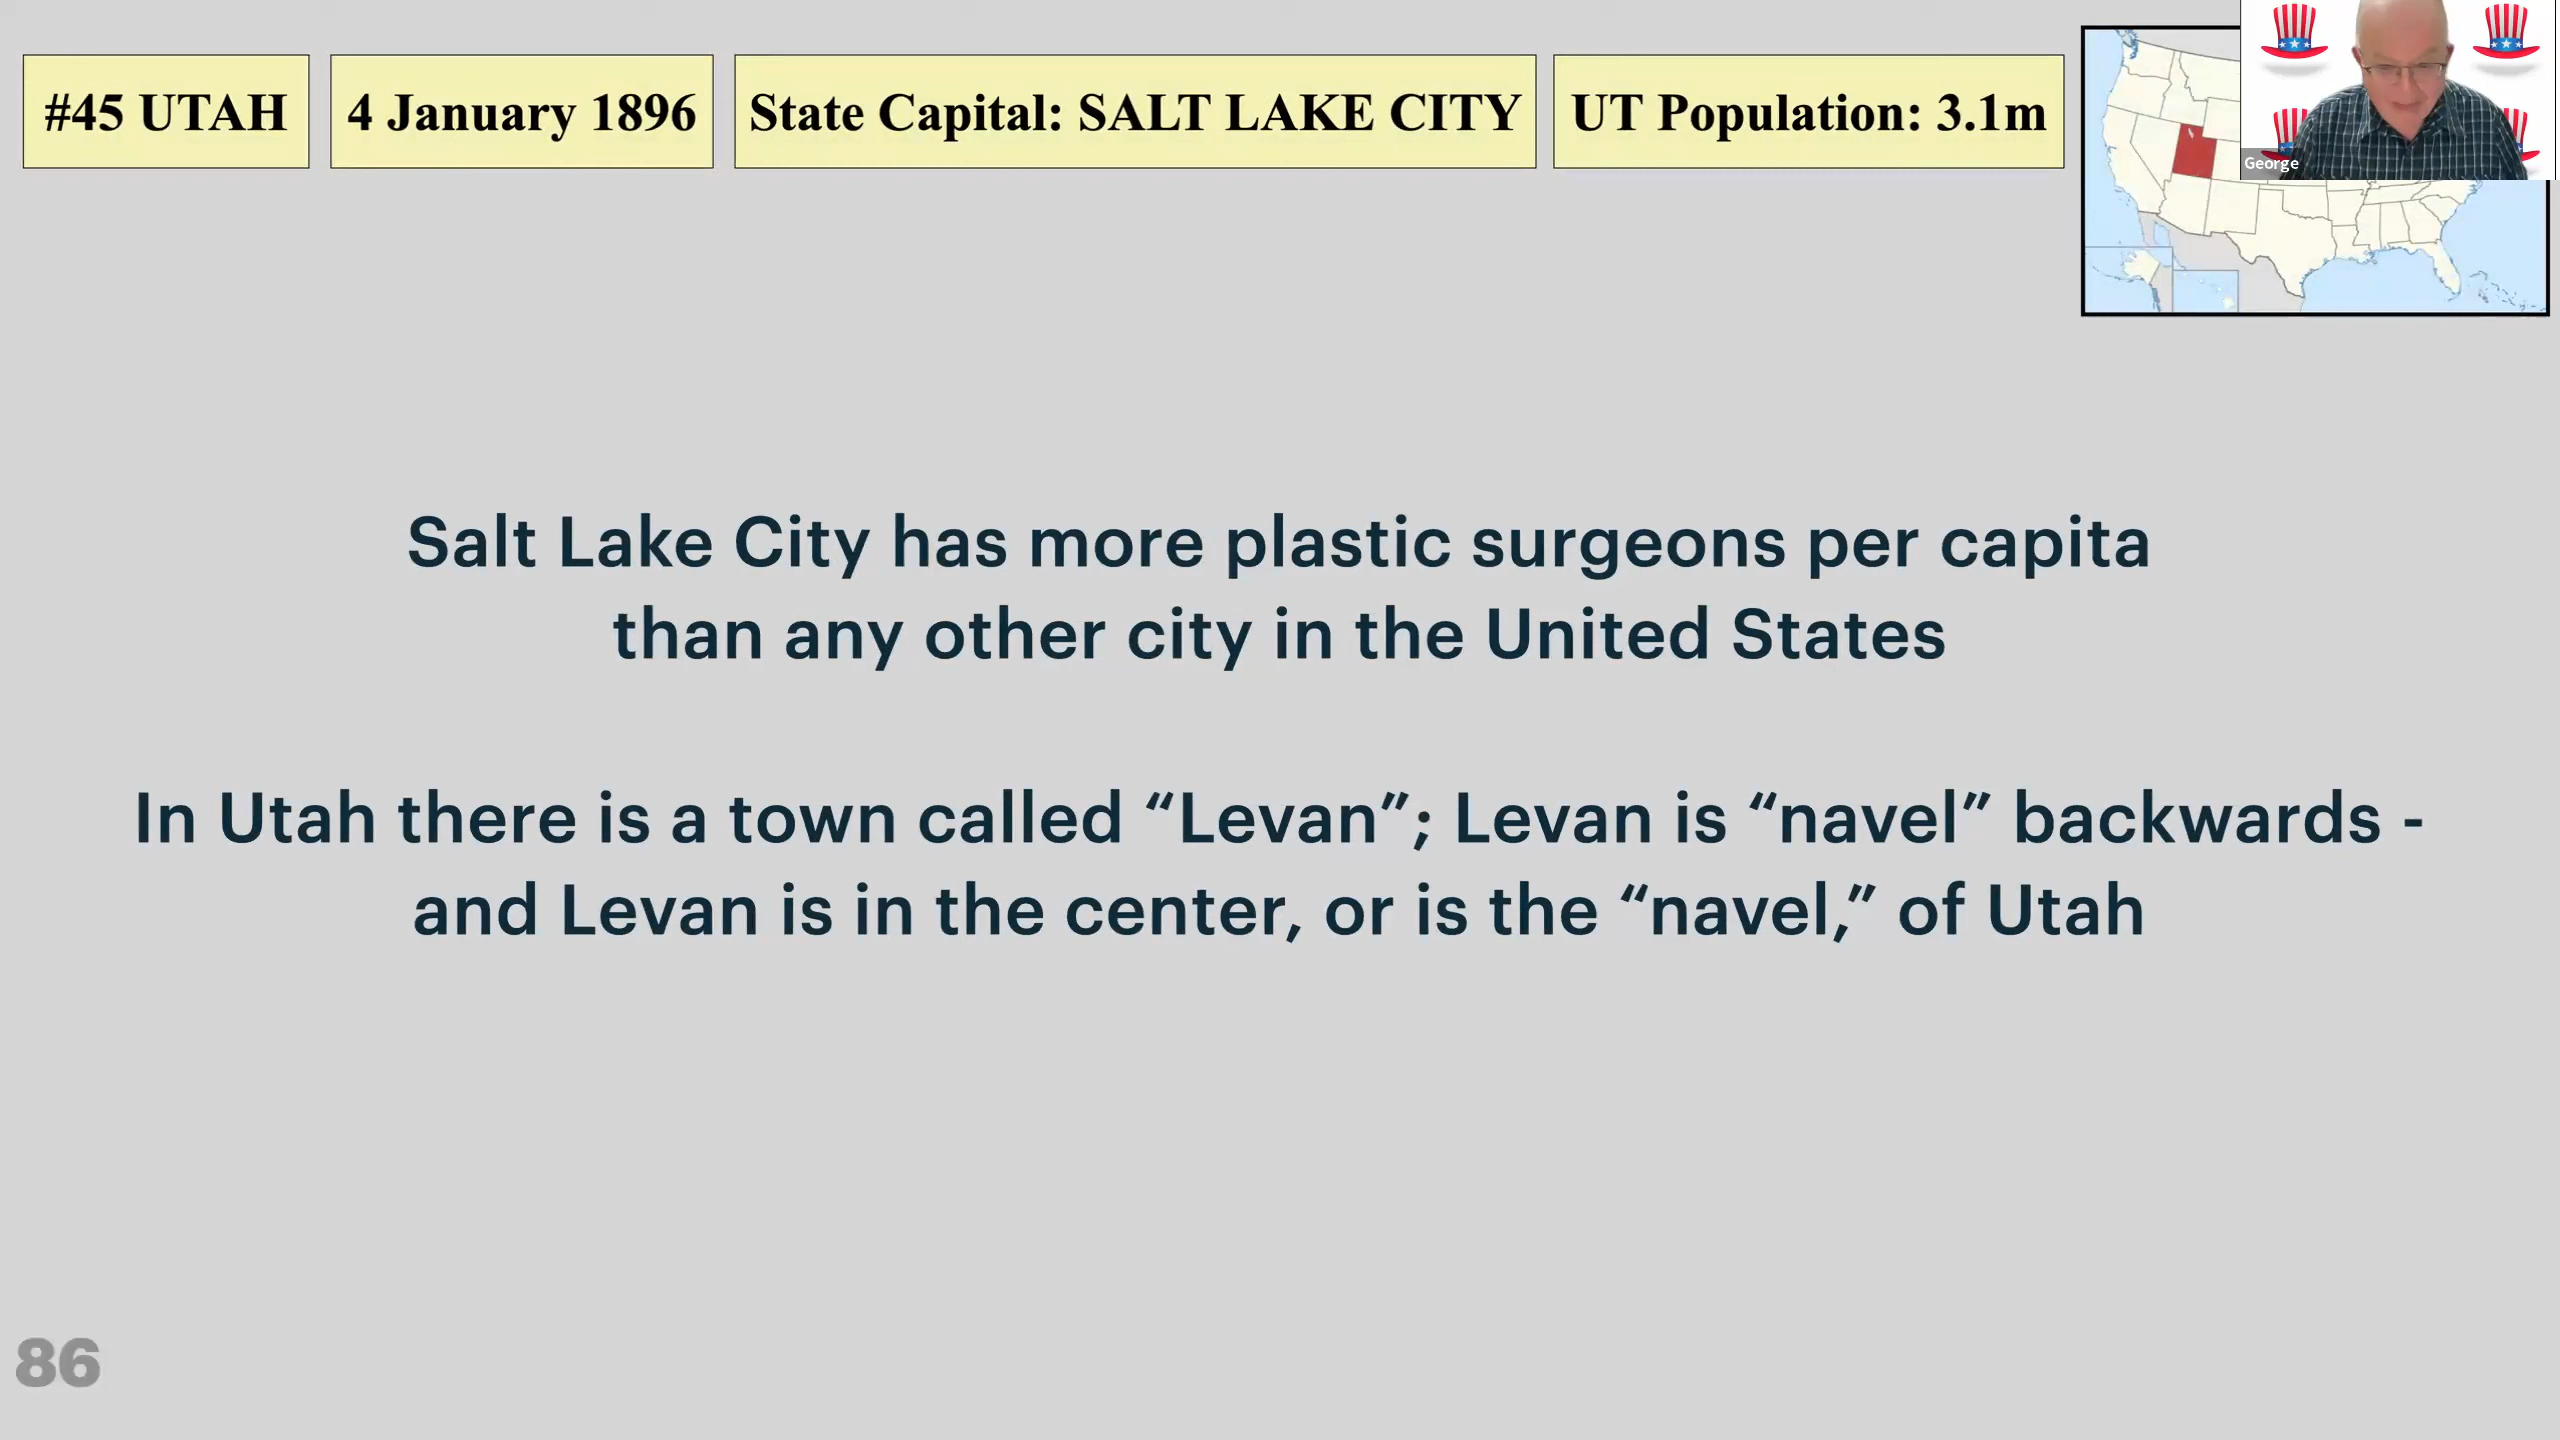 #45 UTAH
4 January 1896
State Capital: SALT LAKE CITY
UT Population: 3.1m
George
Salt Lake City has more plastic surgeons per capita
than any other city in the United States
In Utah there is a town called “Levan”; Levan is “navel” backwards -
and Levan is in the center, or is the “navel,” of Utah
86